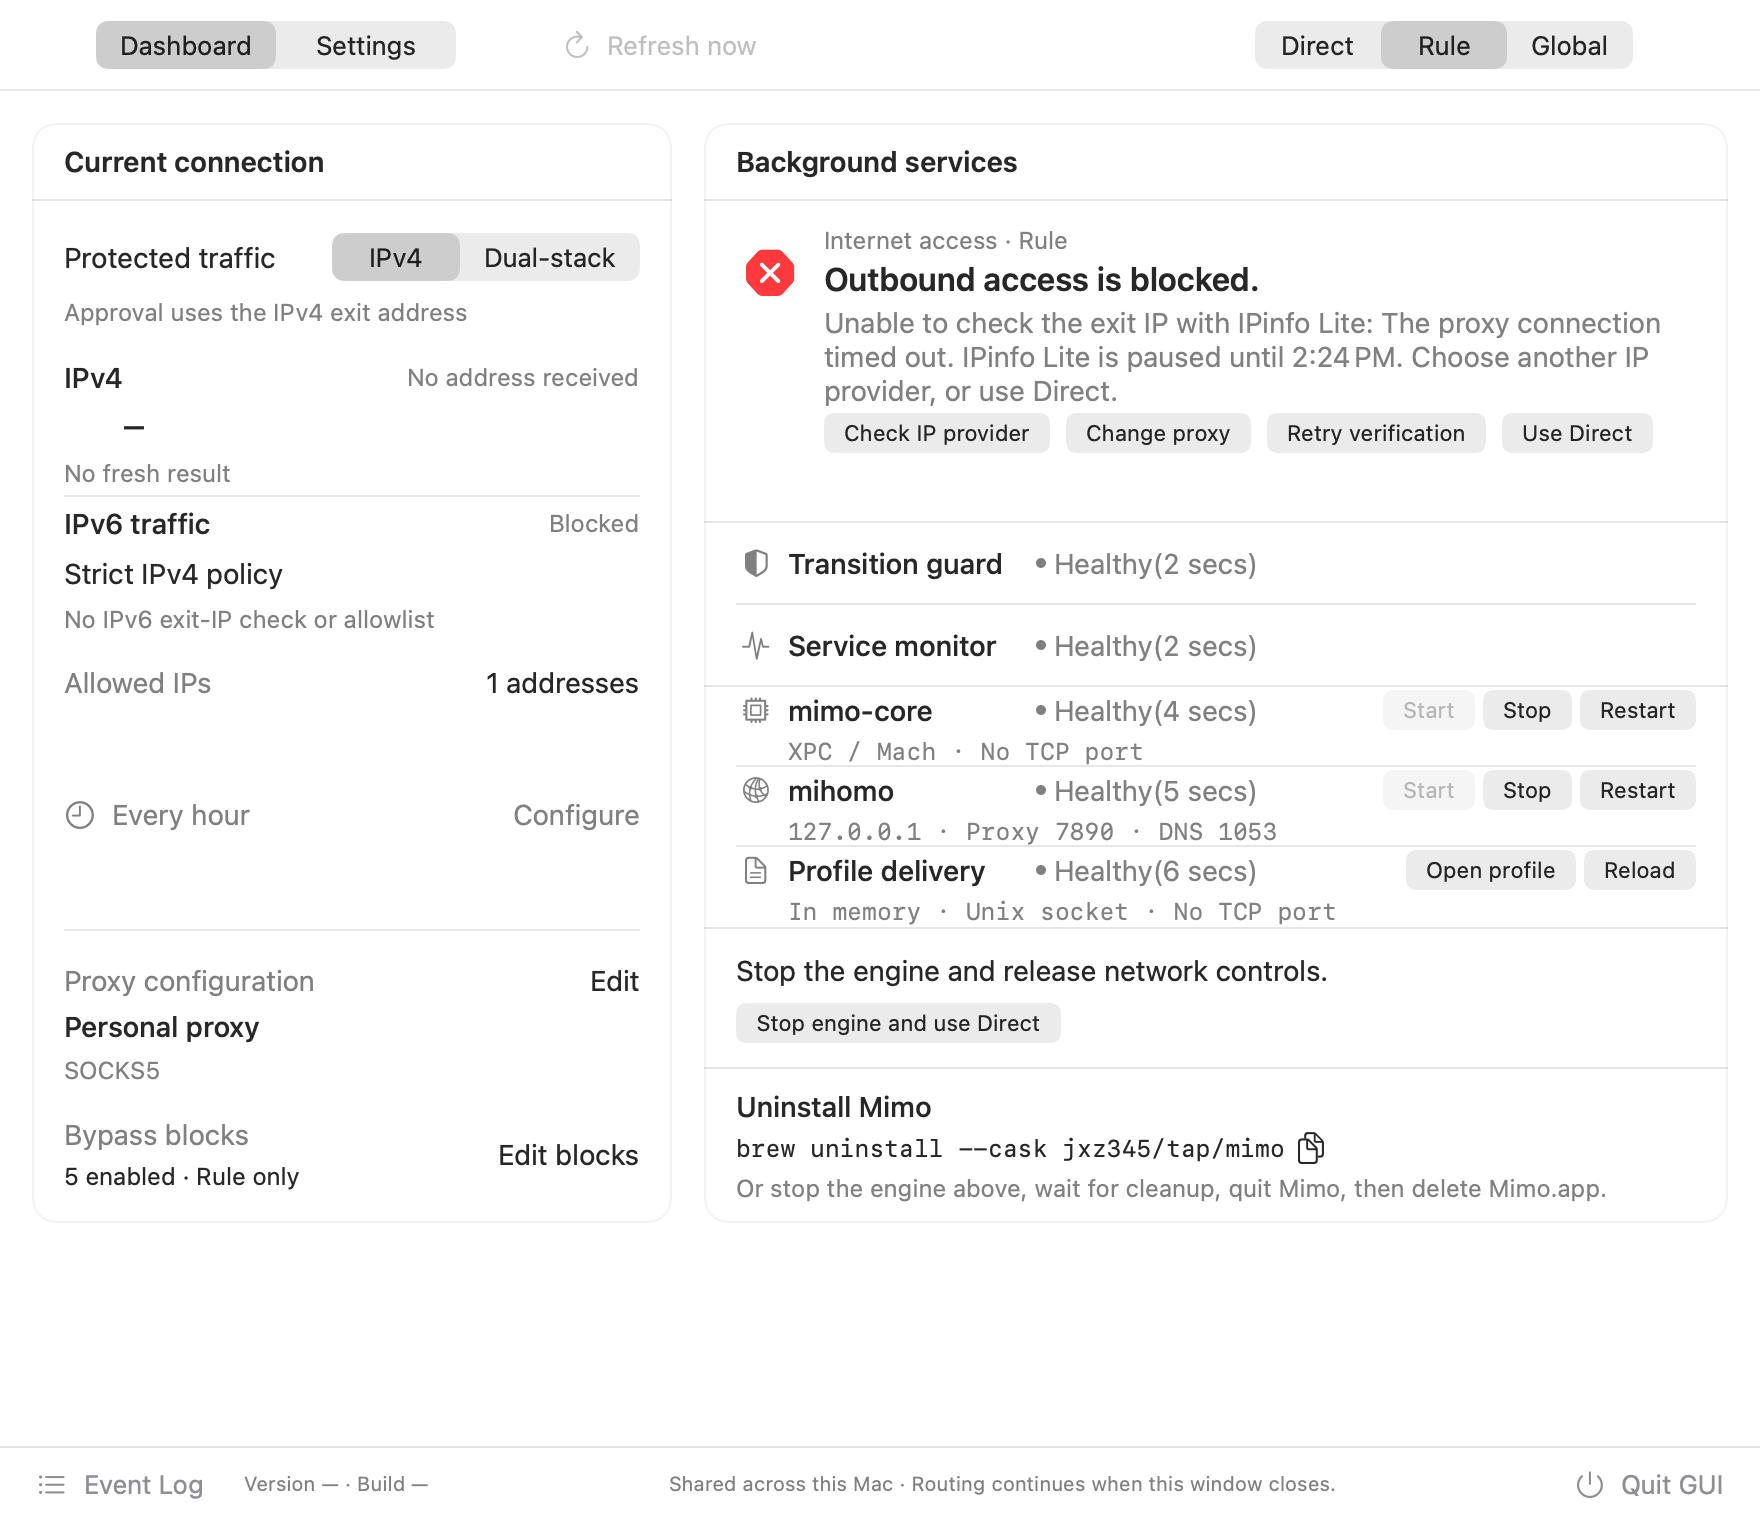 Dashboard Settings Refresh now Direct Rule Global
Current connection
Protected traffic IPv4 Dual-stack
Approval uses the IPv4 exit address
IPv4 No address received
—
No fresh result
IPv6 traffic Blocked
Strict IPv4 policy
No IPv6 exit-IP check or allowlist
Allowed IPs 1 addresses
Every hour Configure
Proxy configuration Edit
Personal proxy
SOCKS5
Bypass blocks
5 enabled · Rule only Edit blocks
Background services
Internet access · Rule
Outbound access is blocked.
Unable to check the exit IP with IPinfo Lite: The proxy connection
timed out. IPinfo Lite is paused until 2:24 PM. Choose another IP
provider, or use Direct.
Check IP provider Change proxy Retry verification Use Direct
Transition guard • Healthy(2 secs)
Service monitor • Healthy(2 secs)
mimo-core • Healthy(4 secs) Start Stop Restart
XPC / Mach · No TCP port
mihomo • Healthy(5 secs) Start Stop Restart
127.0.0.1 · Proxy 7890 · DNS 1053
Profile delivery • Healthy(6 secs) Open profile Reload
In memory · Unix socket · No TCP port
Stop the engine and release network controls.
Stop engine and use Direct
Uninstall Mimo
brew uninstall --cask jxz345/tap/mimo
Or stop the engine above, wait for cleanup, quit Mimo, then delete Mimo.app.
Event Log Version — · Build — Shared across this Mac · Routing continues when this window closes. Quit GUI